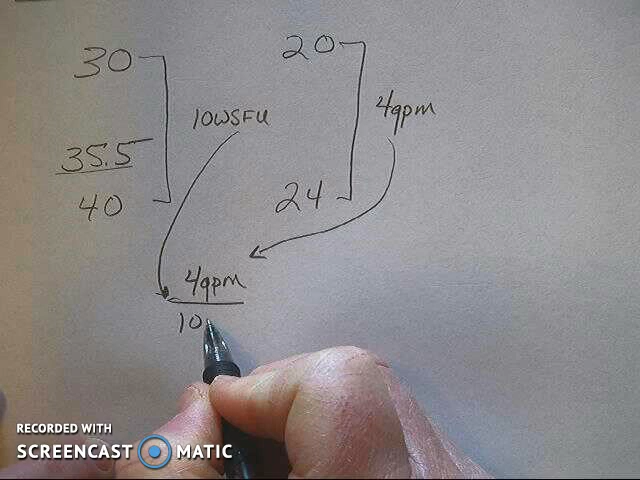 30
20
10WSFU
4gpm
35.5
40
24
4gpm
10
RECORDED WITH
SCREENCAST MATIC